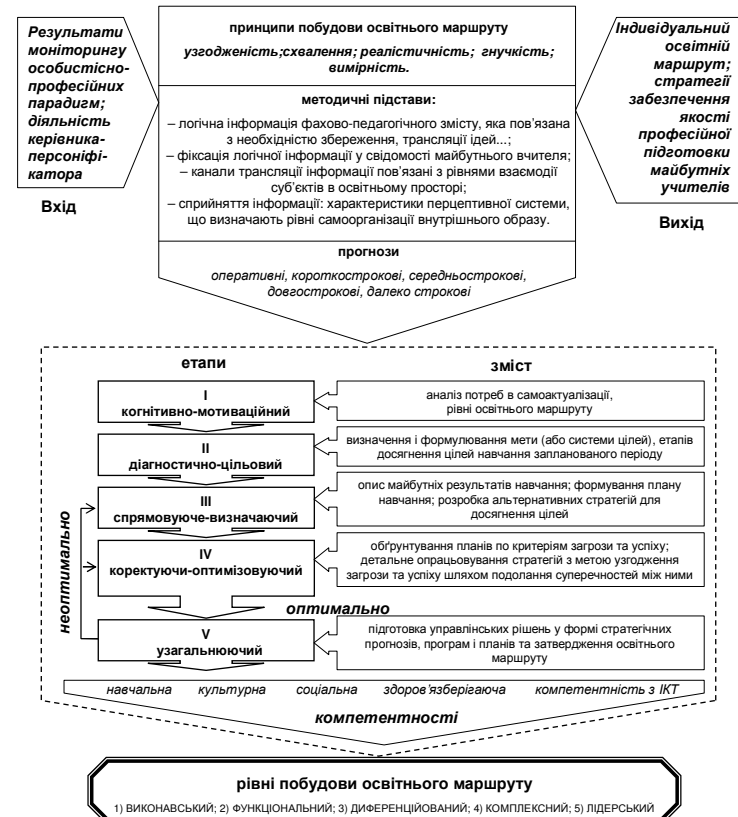 Результати
моніторингу
особистісно-
професійних
парадигм;
діяльність
керівника-
персоніфі-
катора
Вхід
принципи побудови освітнього маршруту
узгодженість;схвалення; реалістичність; гнучкість;
вимірність.
методичні підстави:
– логічна інформація фахово-педагогічного змісту, яка пов’язана
з необхідністю збереження, трансляції ідей...;
– фіксація логічної інформації у свідомості майбутнього вчителя;
– канали трансляції інформації пов’язані з рівнями взаємодії
суб’єктів в освітньому просторі;
– сприйняття інформації: характеристики перцептивної системи,
що визначають рівні самоорганізації внутрішнього образу.
прогнози
оперативні, короткострокові, середньострокові,
довгострокові, далеко строкові
Індивідуальний
освітній
маршрут;
стратегії
забезпечення
якості
професійної
підготовки
майбутніх
учителів
Вихід
етапи
зміст
I
когнітивно-мотиваційний
аналіз потреб в самоактуалізації,
рівні освітнього маршруту
II
діагностично-цільовий
визначення і формулювання мети (або системи цілей), етапів
досягнення цілей навчання запланованого періоду
III
спрямовуюче-визначаючий
опис майбутніх результатів навчання; формування плану
навчання; розробка альтернативних стратегій для
досягнення цілей
IV
коректуючи-оптимізовуючий
обґрунтування планів по критеріям загрози та успіху;
детальне опрацьовування стратегій з метою узгодження
загрози та успіху шляхом подолання суперечностей між ними
неоптимально
оптимально
V
узагальнюючий
підготовка управлінських рішень у формі стратегічних
прогнозів, програм і планів та затвердження освітнього
маршруту
навчальна культурна соціальна здоров’язберігаюча компетентність з ІКТ
компетентності
рівні побудови освітнього маршруту
1) ВИКОНАВСЬКИЙ; 2) ФУНКЦІОНАЛЬНИЙ; 3) ДИФЕРЕНЦІЙОВАНИЙ; 4) КОМПЛЕКСНИЙ; 5) ЛІДЕРСЬКИЙ